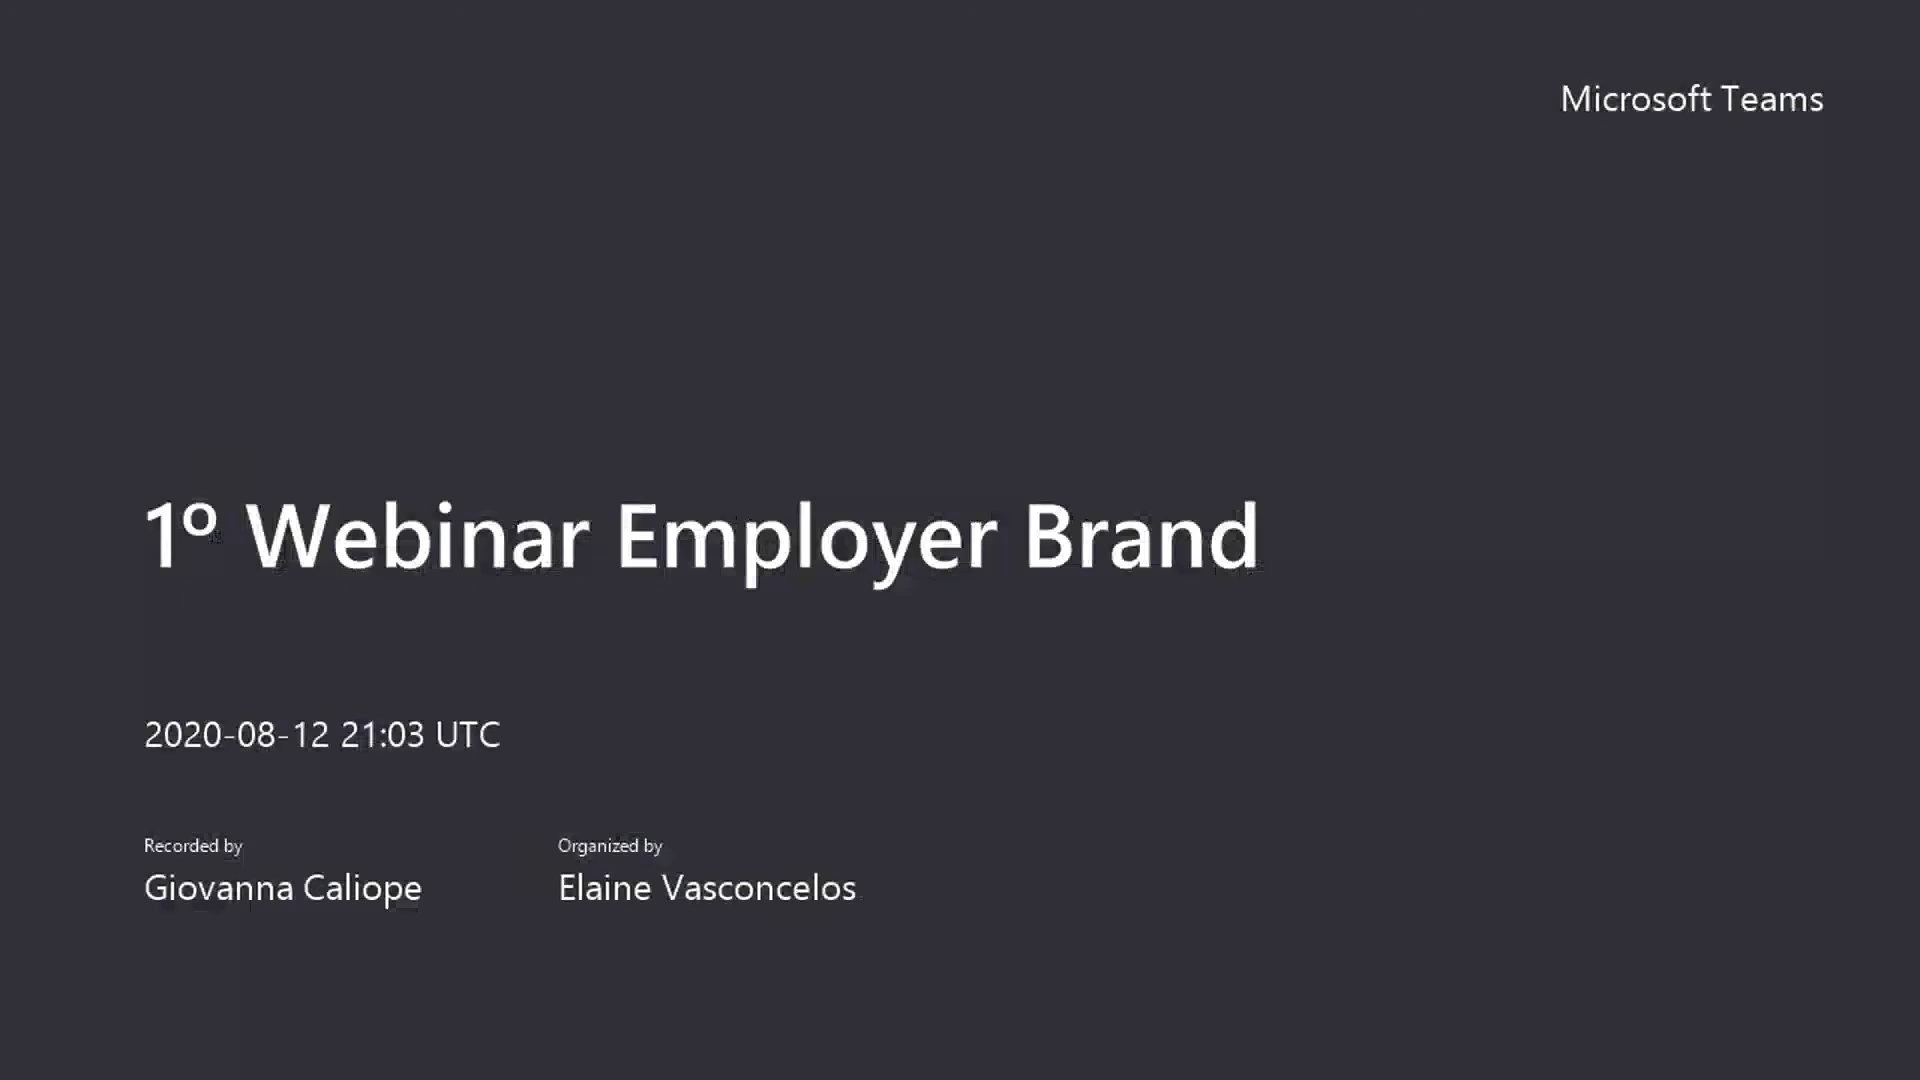 Microsoft Teams
1º Webinar Employer Brand
2020-08-12 21:03 UTC
Recorded by
Giovanna Caliope
Organized by
Elaine Vasconcelos